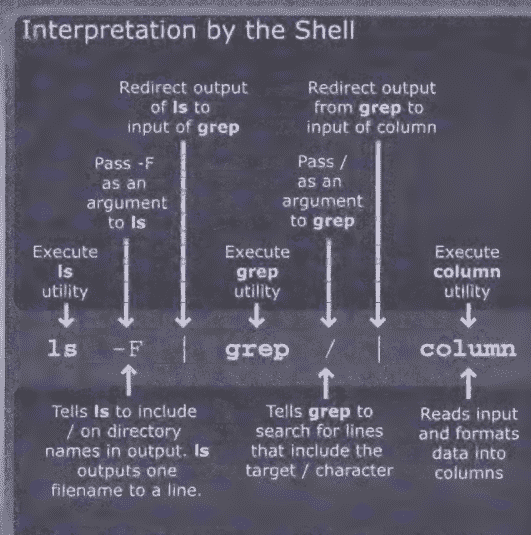 Interpretation by the Shell
Redirect output
of ls to
input of grep
Redirect output
from grep to
input of column
Pass -F
as an
argument
to ls
Pass /
as an
argument
to grep
Execute
ls
utility
Execute
grep
utility
Execute
column
utility
ls -F | grep / | column
Tells ls to include
/ on directory
names in output. ls
outputs one
filename to a line.
Tells grep to
search for lines
that include the
target / character
Reads input
and formats
data into
columns